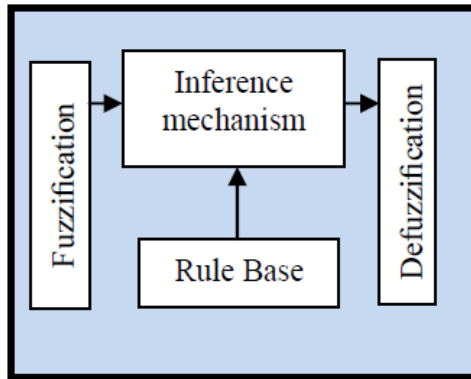 Fuzzification
Inference
mechanism
Rule Base
Defuzzification